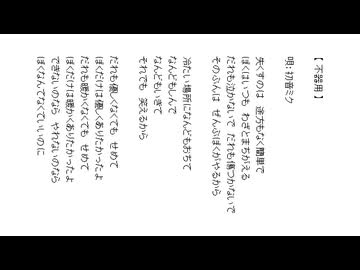 【 不器用 】
唄:初音ミク
失くすのは 途方もなく簡単で
ぼくはいつも わざとまちがえる
だれも泣かないで だれも傷つかないで
そのぶんは ぜんぶぼくがやるから
冷たい場所になんどもおちて
なんどもしんで
なんどもいきて
それでも 笑えるから
だれも優しくなくても せめて
ぼくだけは優しくありたかったよ
だれも暖かくなくても せめて
ぼくだけは暖かくありたかったよ
できないのなら やれないのなら
ぼくなんてなくていいのに